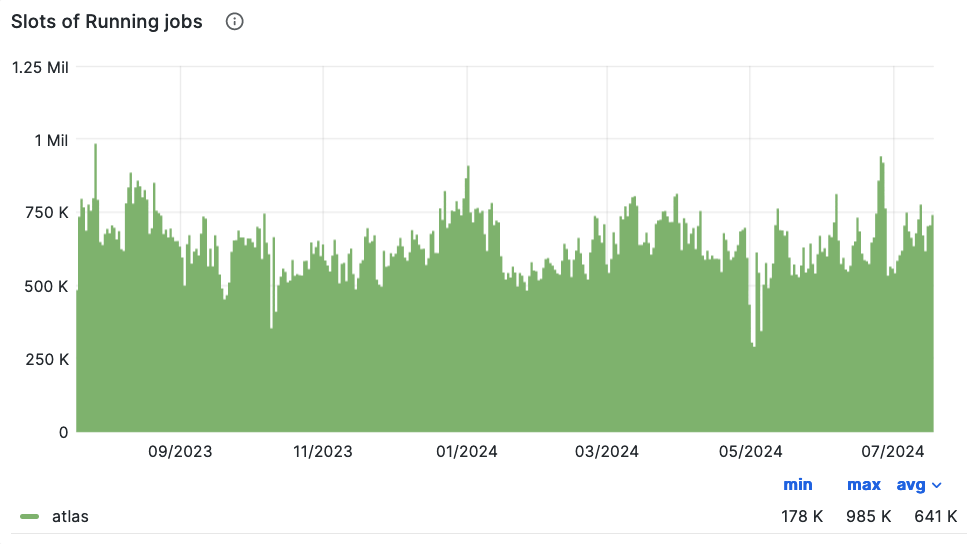 Slots of Running jobs
1.25 Mil
1 Mil
750 K
500 K
250 K
0
09/2023 11/2023 01/2024 03/2024 05/2024 07/2024
min max avg
atlas 178 K 985 K 641 K